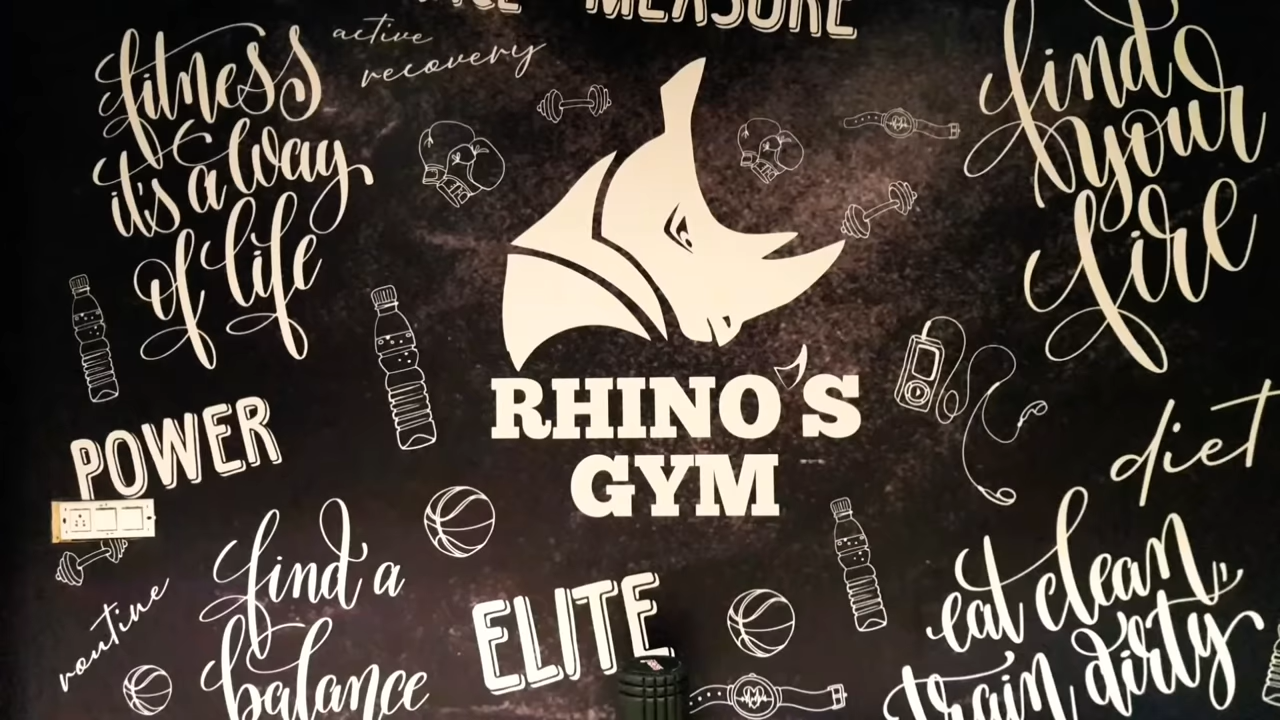 MEASURE
fitness
it's a way
of life
active
recovery
find
your
fire
RHINO'S
GYM
POWER
diet
routine
find a
balance
ELITE
eat clean,
train dirty